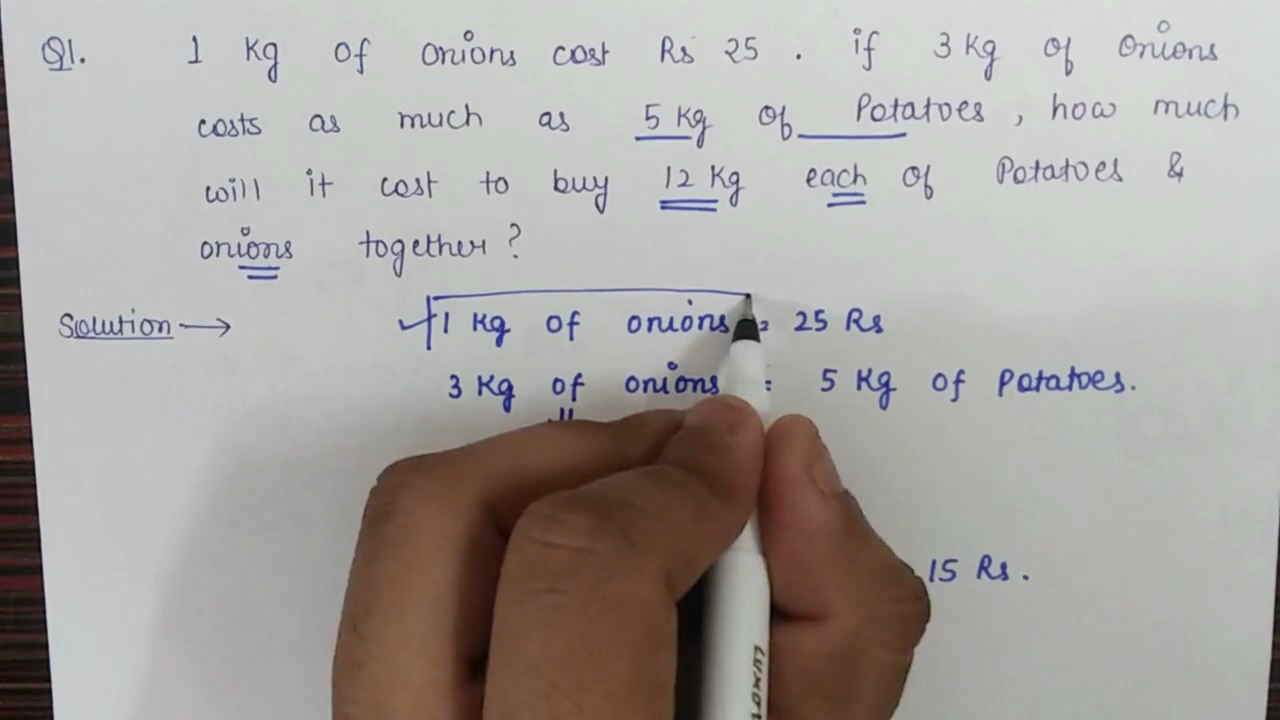 Q1. 1 Kg of onions cost Rs 25 . if 3 Kg of onions
costs as much as 5 Kg of Potatoes , how much
will it cost to buy 12 Kg each of Potatoes &
onions together ?
Solution → 1 Kg of onions = 25 Rs
3 Kg of onions = 5 Kg of Potatoes.
15 Rs .